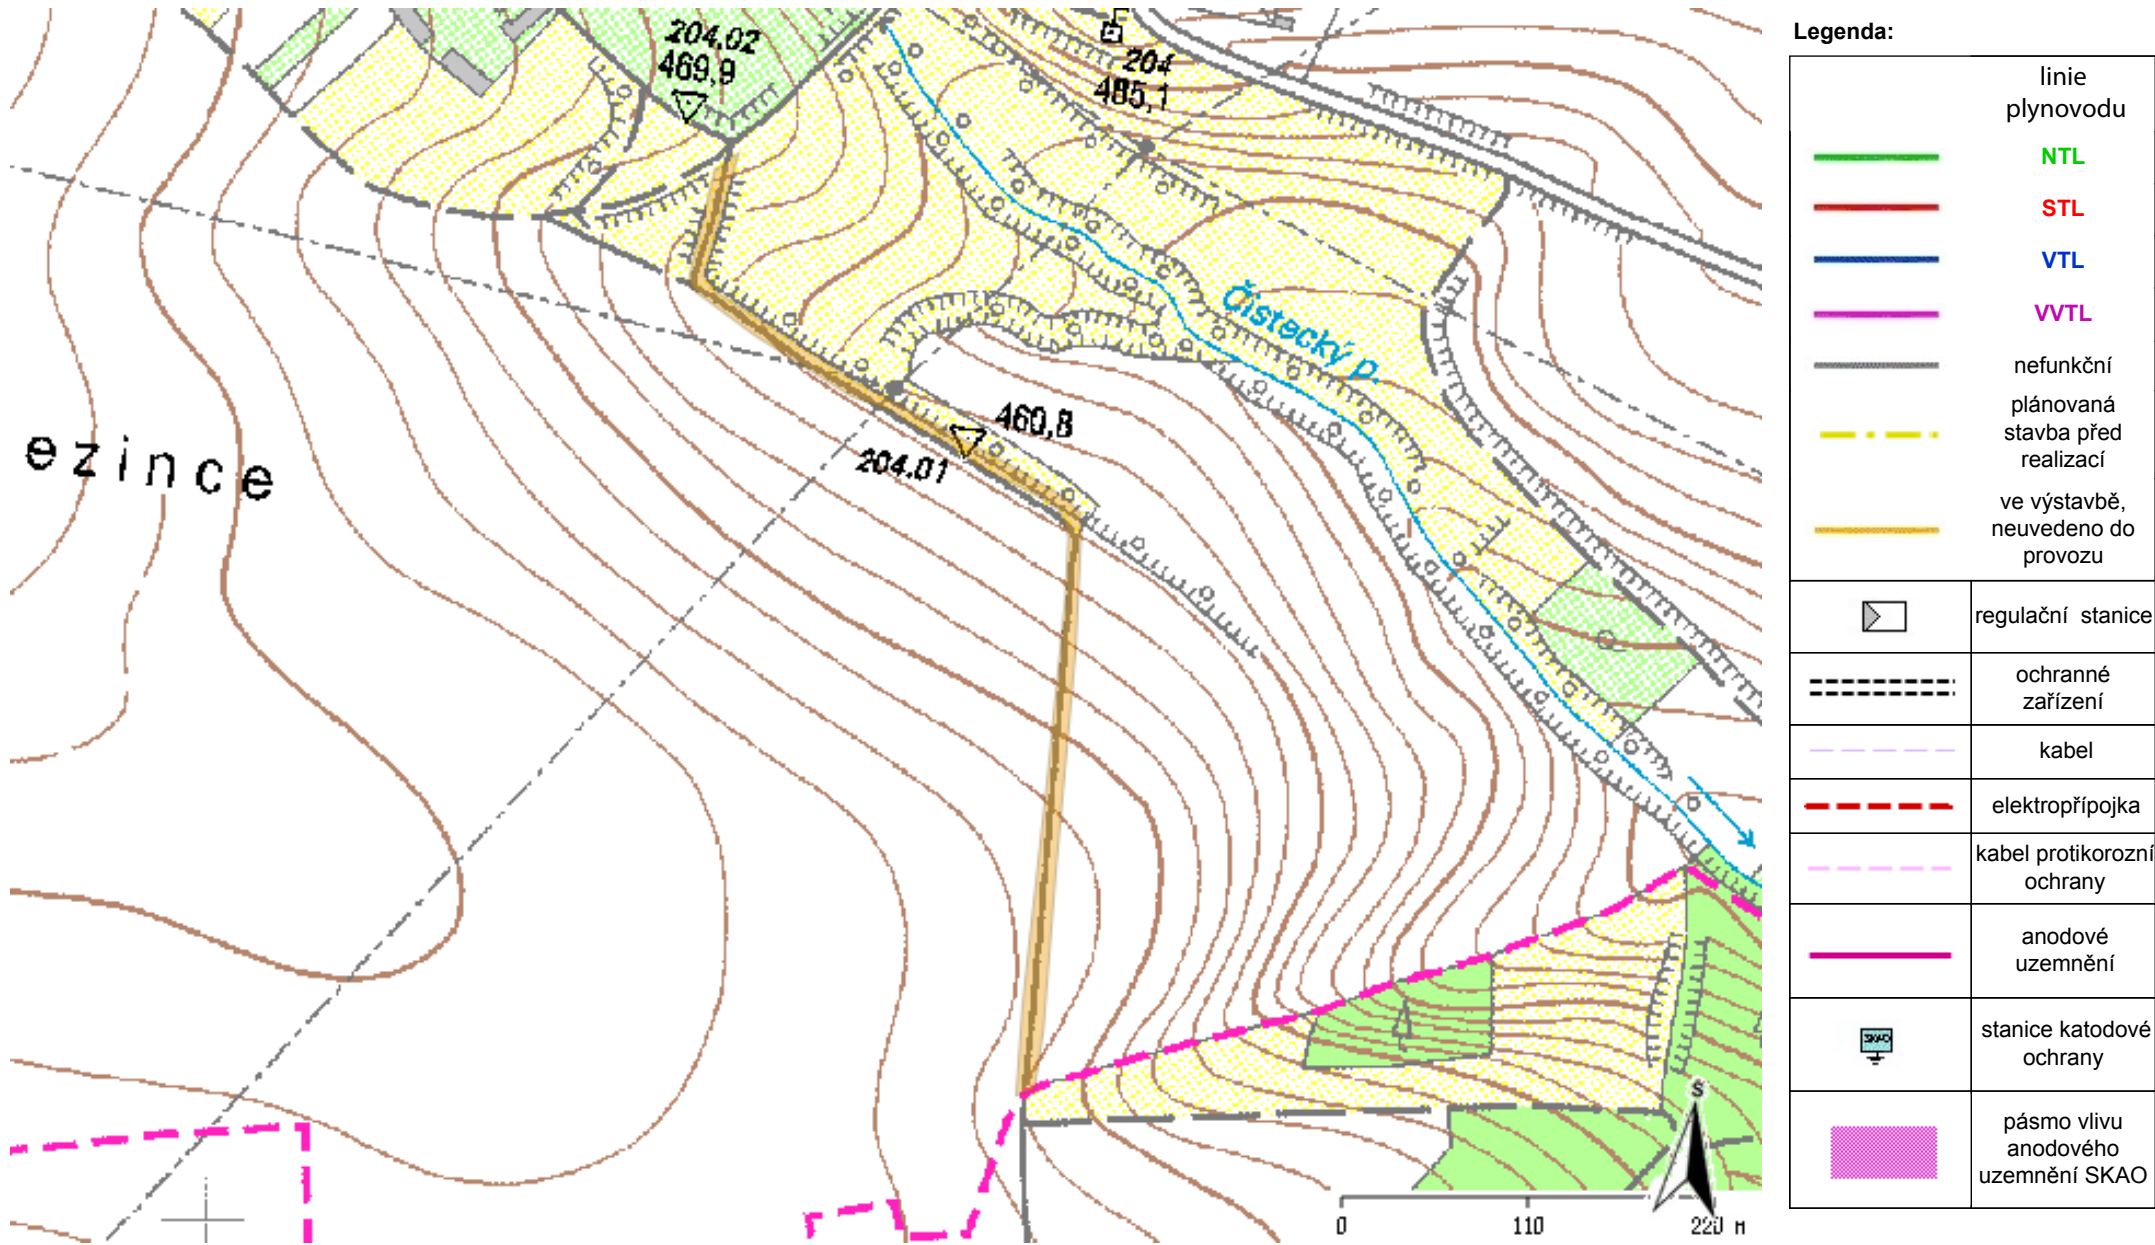 204.02
469,9
204
485,1
Čistecký p.
460,8
204.01
ezince
S
0 110 220 M
Legenda:
linie
plynovodu
NTL
STL
VTL
VVTL
nefunkční
plánovaná
stavba před
realizací
ve výstavbě,
neuvedeno do
provozu
regulační stanice
ochranné
zařízení
kabel
elektropřípojka
kabel protikorozní
ochrany
anodové
uzemnění
SKAO
stanice katodové
ochrany
pásmo vlivu
anodového
uzemnění SKAO